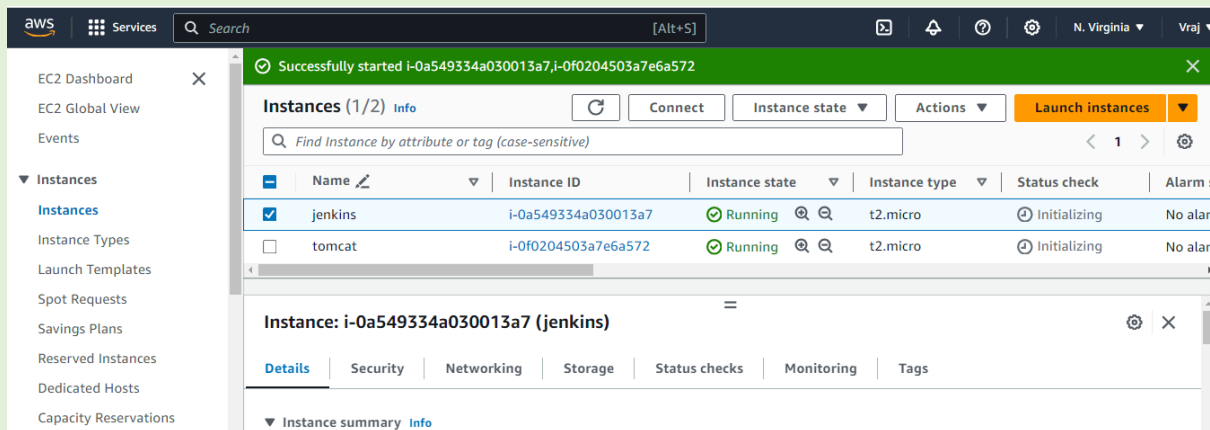 aws Services Search [Alt+S] N. Virginia Vraj
EC2 Dashboard
EC2 Global View
Events
Instances
Instances
Instance Types
Launch Templates
Spot Requests
Savings Plans
Reserved Instances
Dedicated Hosts
Capacity Reservations
Successfully started i-0a549334a030013a7,i-0f0204503a7e6a572
Instances (1/2) Info Connect Instance state Actions Launch instances
Find Instance by attribute or tag (case-sensitive) 1
Name Instance ID Instance state Instance type Status check Alarm s
jenkins i-0a549334a030013a7 Running t2.micro Initializing No alar
tomcat i-0f0204503a7e6a572 Running t2.micro Initializing No alar
Instance: i-0a549334a030013a7 (jenkins)
Details Security Networking Storage Status checks Monitoring Tags
Instance summary Info